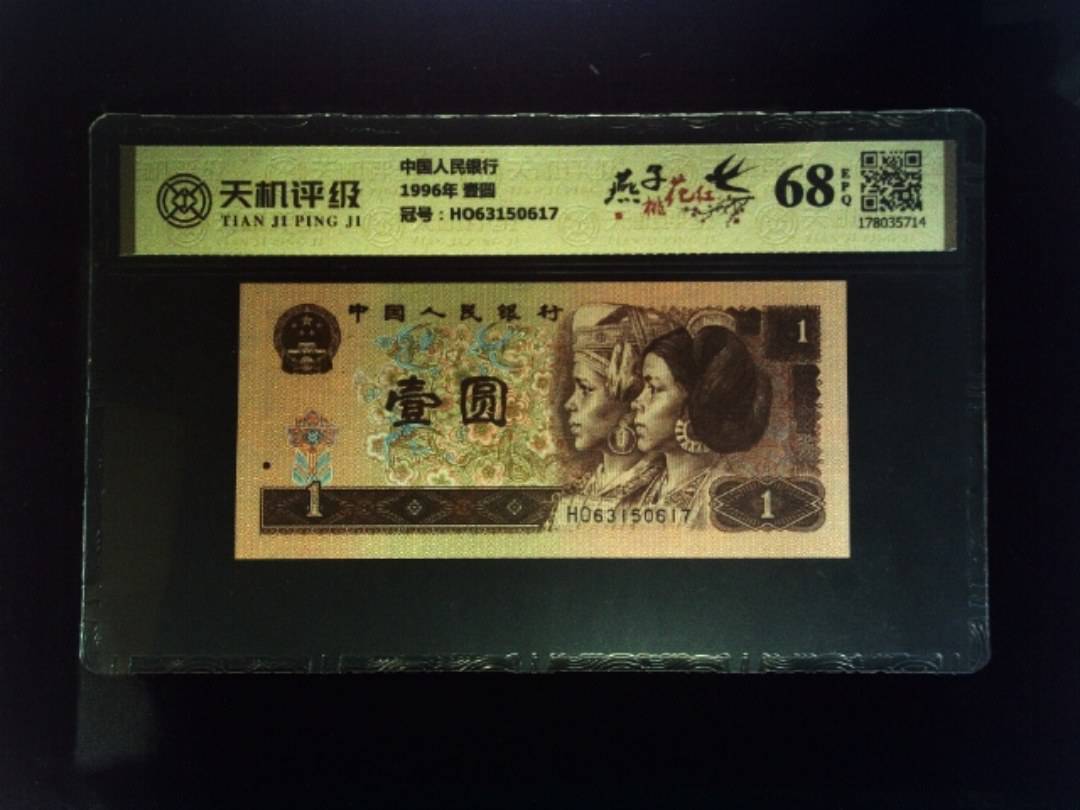 天机评级
TIAN JI PING JI
中国人民银行
1996年 壹圆
冠号：HO63150617
燕子
桃花红
68
EPQ
178035714
中国人民银行
1
壹圆
1
HO63150617
1